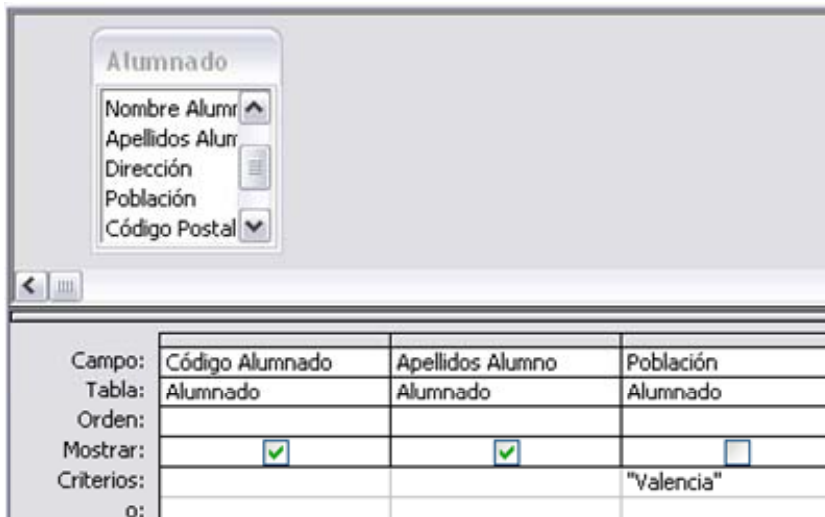 Alumnado
Nombre Alumr
Apellidos Alum
Dirección
Población
Código Postal
Campo: Código Alumnado Apellidos Alumno Población
Tabla: Alumnado Alumnado Alumnado
Orden:
Mostrar:
Criterios: "Valencia"
o: